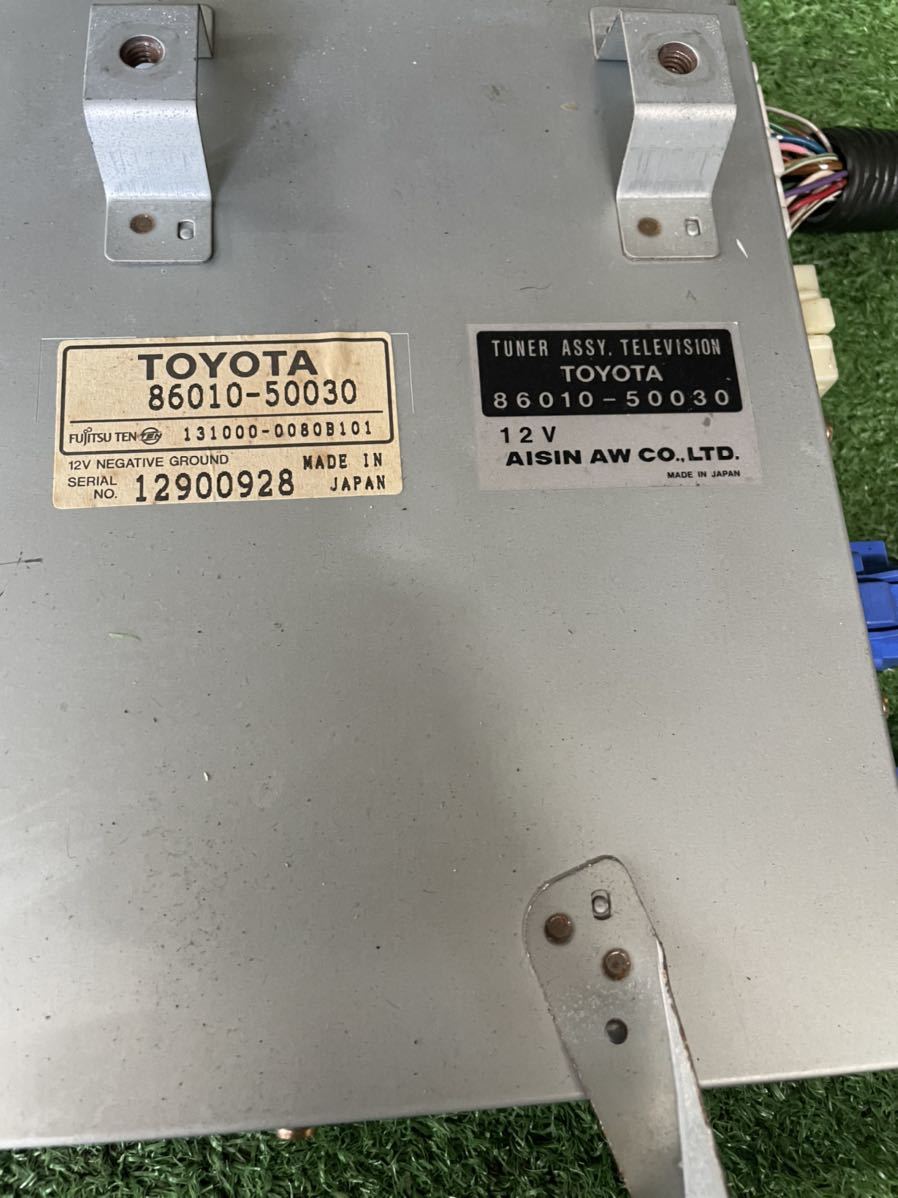 TOYOTA
86010-50030
FUJITSU TEN TEN 131000-0080B101
12V NEGATIVE GROUND MADE IN
SERIAL NO. 12900928 JAPAN
TUNER ASSY. TELEVISION
TOYOTA
86010-50030
12V
AISIN AW CO.,LTD.
MADE IN JAPAN